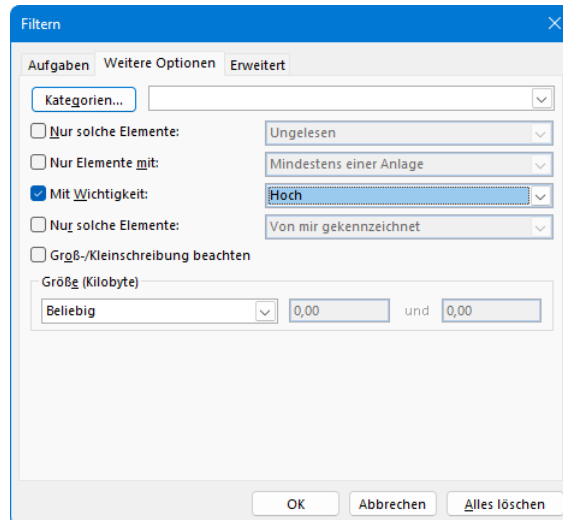 Filtern
Aufgaben Weitere Optionen Erweitert
Kategorien...
Nur solche Elemente: Ungelesen
Nur Elemente mit: Mindestens einer Anlage
Mit Wichtigkeit: Hoch
Nur solche Elemente: Von mir gekennzeichnet
Groß-/Kleinschreibung beachten
Größe (Kilobyte)
Beliebig 0,00 und 0,00
OK Abbrechen Alles löschen